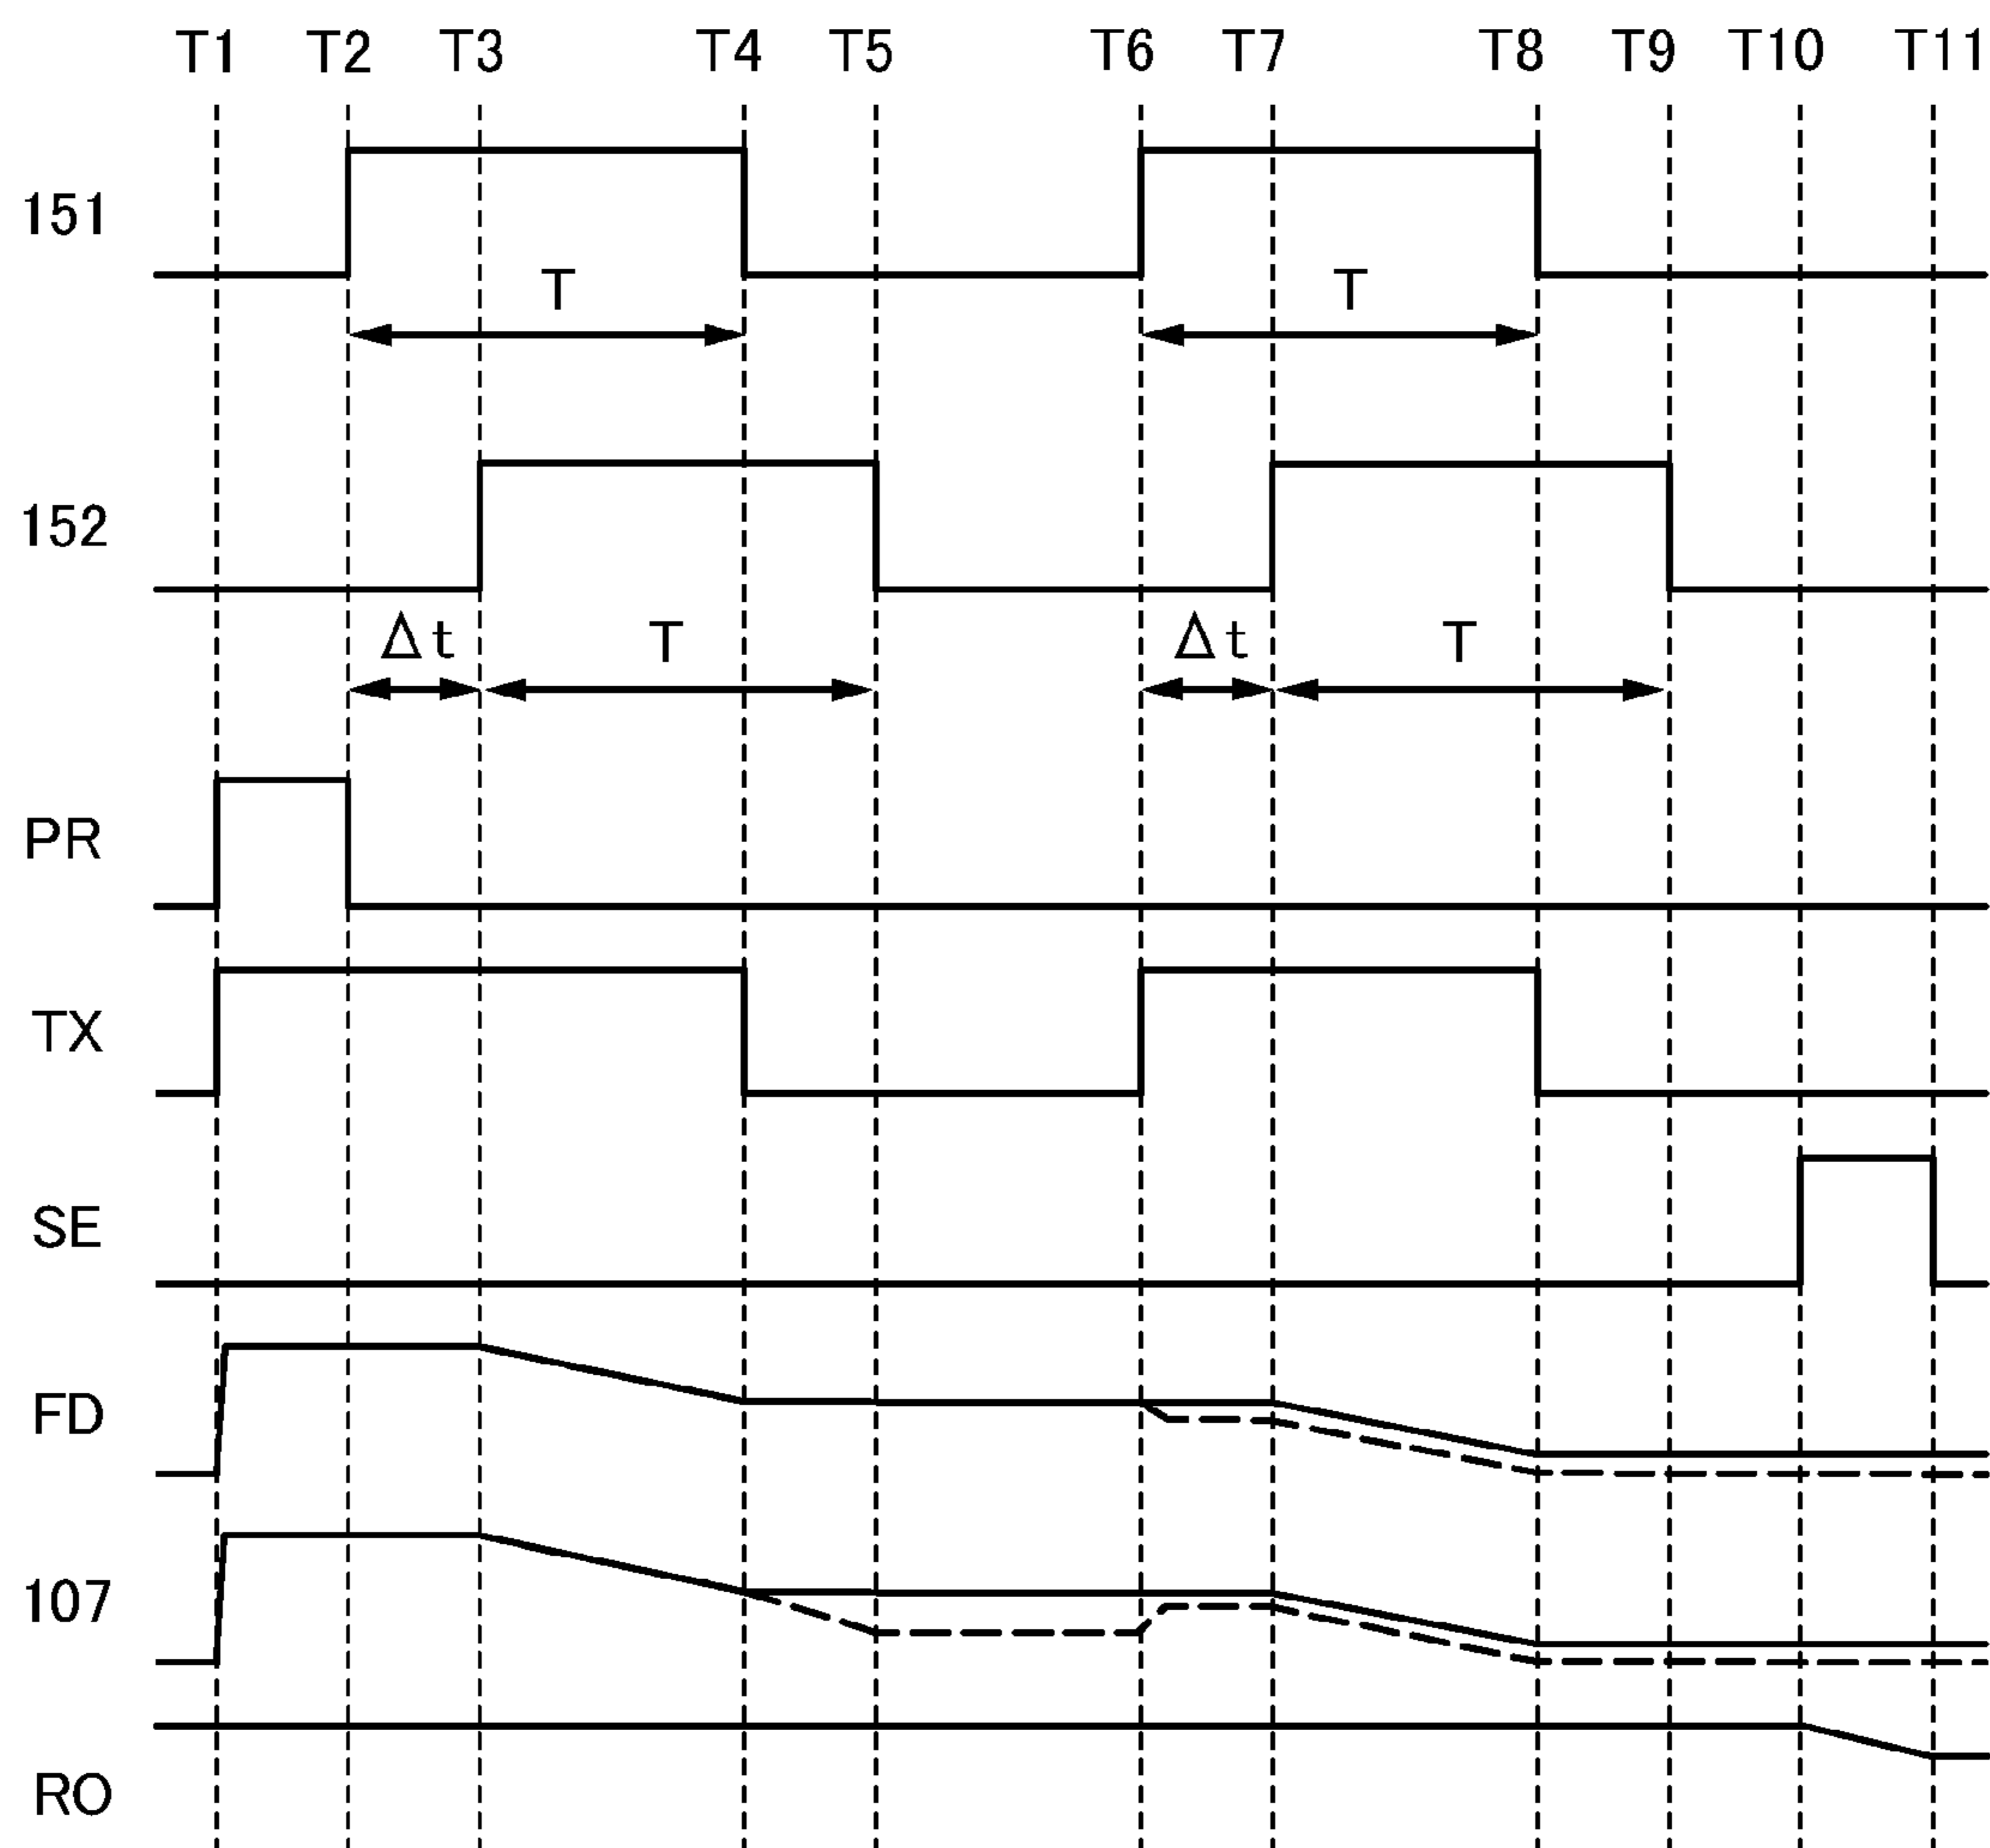 T1 T2 T3 T4 T5 T6 T7 T8 T9 T10 T11
151
T T
152
Δt T Δt T
PR
TX
SE
FD
107
RO